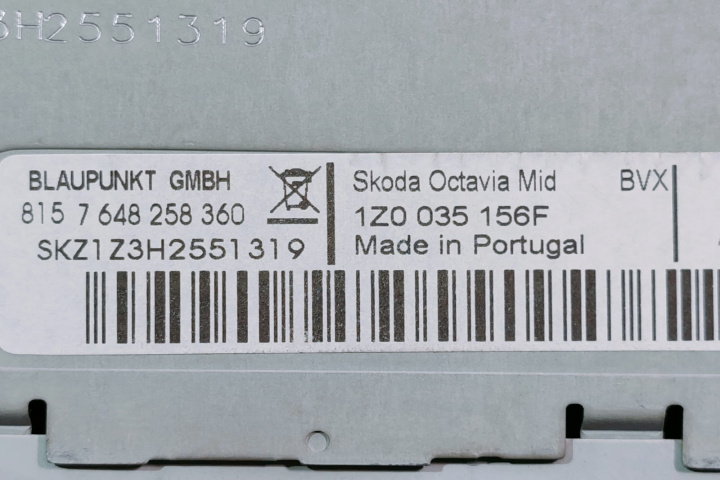 3H2551319
BLAUPUNKT GMBH
815 7 648 258 360
SKZ1Z3H2551319
Skoda Octavia Mid BVX
1Z0 035 156F
Made in Portugal